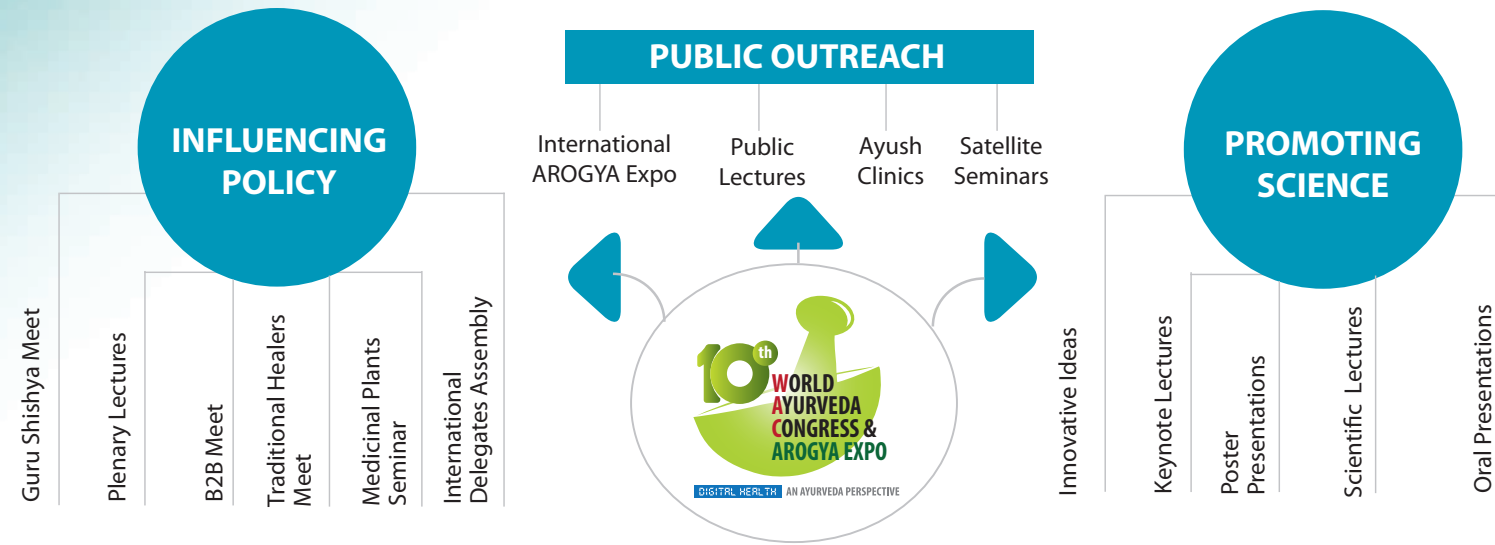 INFLUENCING
POLICY
Guru Shishya Meet
Plenary Lectures
B2B Meet
Traditional Healers
Meet
Medicinal Plants
Seminar
International
Delegates Assembly
PUBLIC OUTREACH
International
AROGYA Expo
Public
Lectures
Ayush
Clinics
Satellite
Seminars
10th
WORLD
AYURVEDA
CONGRESS &
AROGYA EXPO
DIGITAL HEALTH AN AYURVEDA PERSPECTIVE
PROMOTING
SCIENCE
Innovative Ideas
Keynote Lectures
Poster
Presentations
Scientific Lectures
Oral Presentations